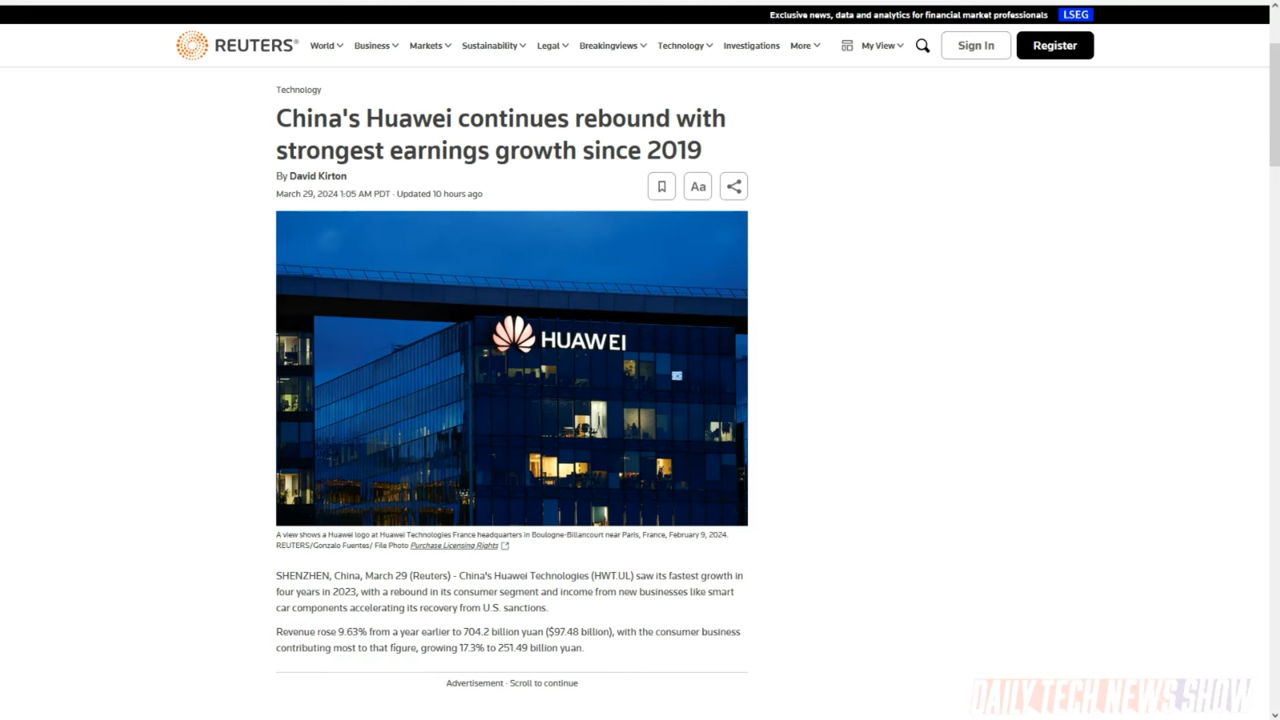 Exclusive news, data and analytics for financial market professionals LSEG
REUTERS® World Business Markets Sustainability Legal Breakingviews Technology Investigations More My View Sign In Register
Technology
China's Huawei continues rebound with
strongest earnings growth since 2019
By David Kirton
March 29, 2024 1:05 AM PDT · Updated 10 hours ago
Aa
HUAWEI
A view shows a Huawei logo at Huawei Technologies France headquarters in Boulogne-Billancourt near Paris, France, February 9, 2024.
REUTERS/Gonzalo Fuentes/ File Photo Purchase Licensing Rights
SHENZHEN, China, March 29 (Reuters) - China's Huawei Technologies (HWT.UL) saw its fastest growth in
four years in 2023, with a rebound in its consumer segment and income from new businesses like smart
car components accelerating its recovery from U.S. sanctions.
Revenue rose 9.63% from a year earlier to 704.2 billion yuan ($97.48 billion), with the consumer business
contributing most to that figure, growing 17.3% to 251.49 billion yuan.
Advertisement · Scroll to continue
DAILY TECH NEWS SHOW